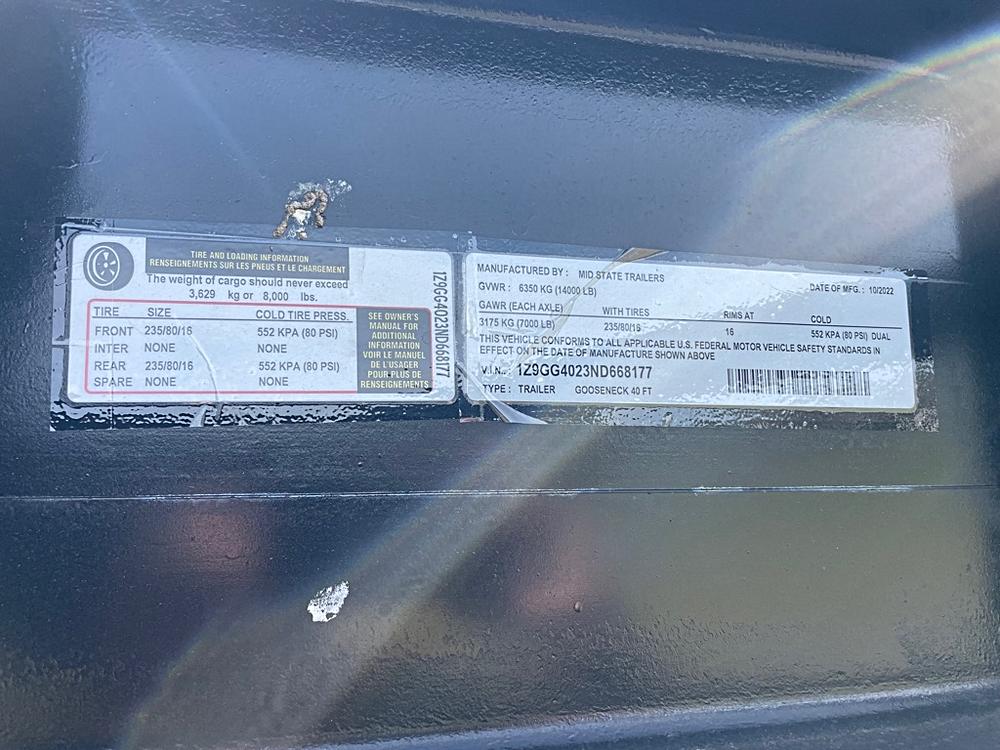 TIRE AND LOADING INFORMATION
RENSEIGNEMENTS SUR LES PNEUS ET LE CHARGEMENT
The weight of cargo should never exceed
3,629 kg or 8,000 lbs.
TIRE SIZE COLD TIRE PRESS.
FRONT 235/80/16 552 KPA (80 PSI)
INTER NONE NONE
REAR 235/80/16 552 KPA (80 PSI)
SPARE NONE NONE
SEE OWNER'S
MANUAL FOR
ADDITIONAL
INFORMATION
VOIR LE MANUEL
DE L'USAGER
POUR PLUS DE
RENSEIGNEMENTS
1Z9GG4023ND668177
MANUFACTURED BY : MID STATE TRAILERS
GVWR : 6350 KG (14000 LB) DATE OF MFG. : 10/2022
GAWR (EACH AXLE) WITH TIRES RIMS AT COLD
3175 KG (7000 LB) 235/80/16 16 552 KPA (80 PSI) DUAL
THIS VEHICLE CONFORMS TO ALL APPLICABLE U.S. FEDERAL MOTOR VEHICLE SAFETY STANDARDS IN
EFFECT ON THE DATE OF MANUFACTURE SHOWN ABOVE
V.I.N.: 1Z9GG4023ND668177
TYPE : TRAILER GOOSENECK 40 FT